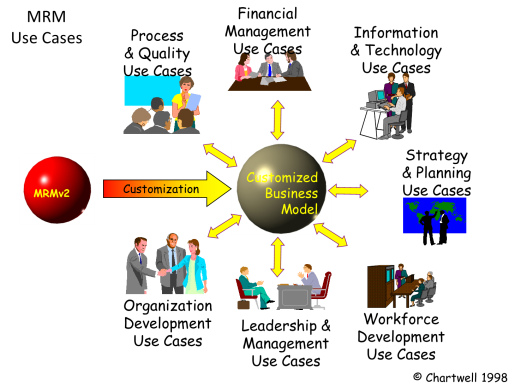 MRM
Use Cases
Process
& Quality
Use Cases
Financial
Management
Use Cases
Information
& Technology
Use Cases
MRMv2
Customization
Customized
Business
Model
Strategy
& Planning
Use Cases
Organization
Development
Use Cases
Leadership &
Management
Use Cases
Workforce
Development
Use Cases
© Chartwell 1998